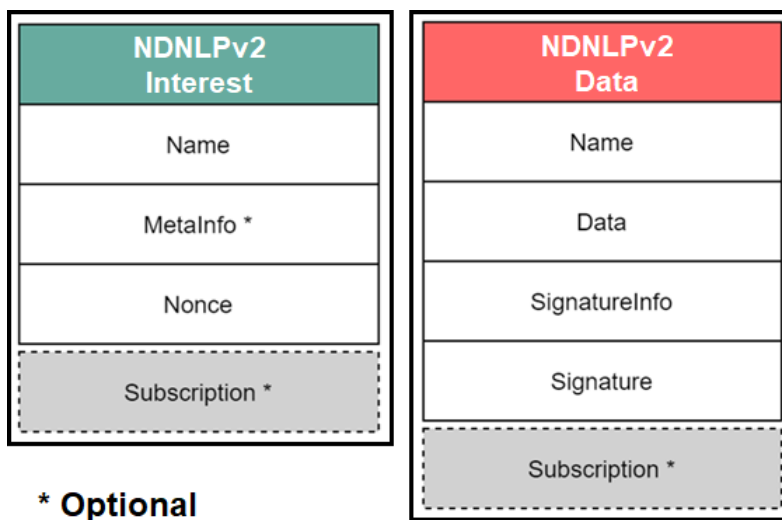 NDNLPv2
Interest
Name
MetaInfo *
Nonce
Subscription *
* Optional
NDNLPv2
Data
Name
Data
SignatureInfo
Signature
Subscription *